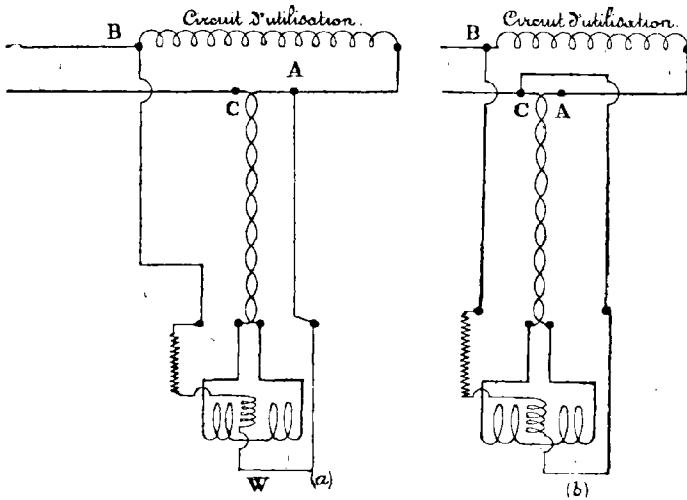 Circuit d'utilisation.
B
A
C
W
(a)
Circuit d'utilisation.
B
C
A
(b)